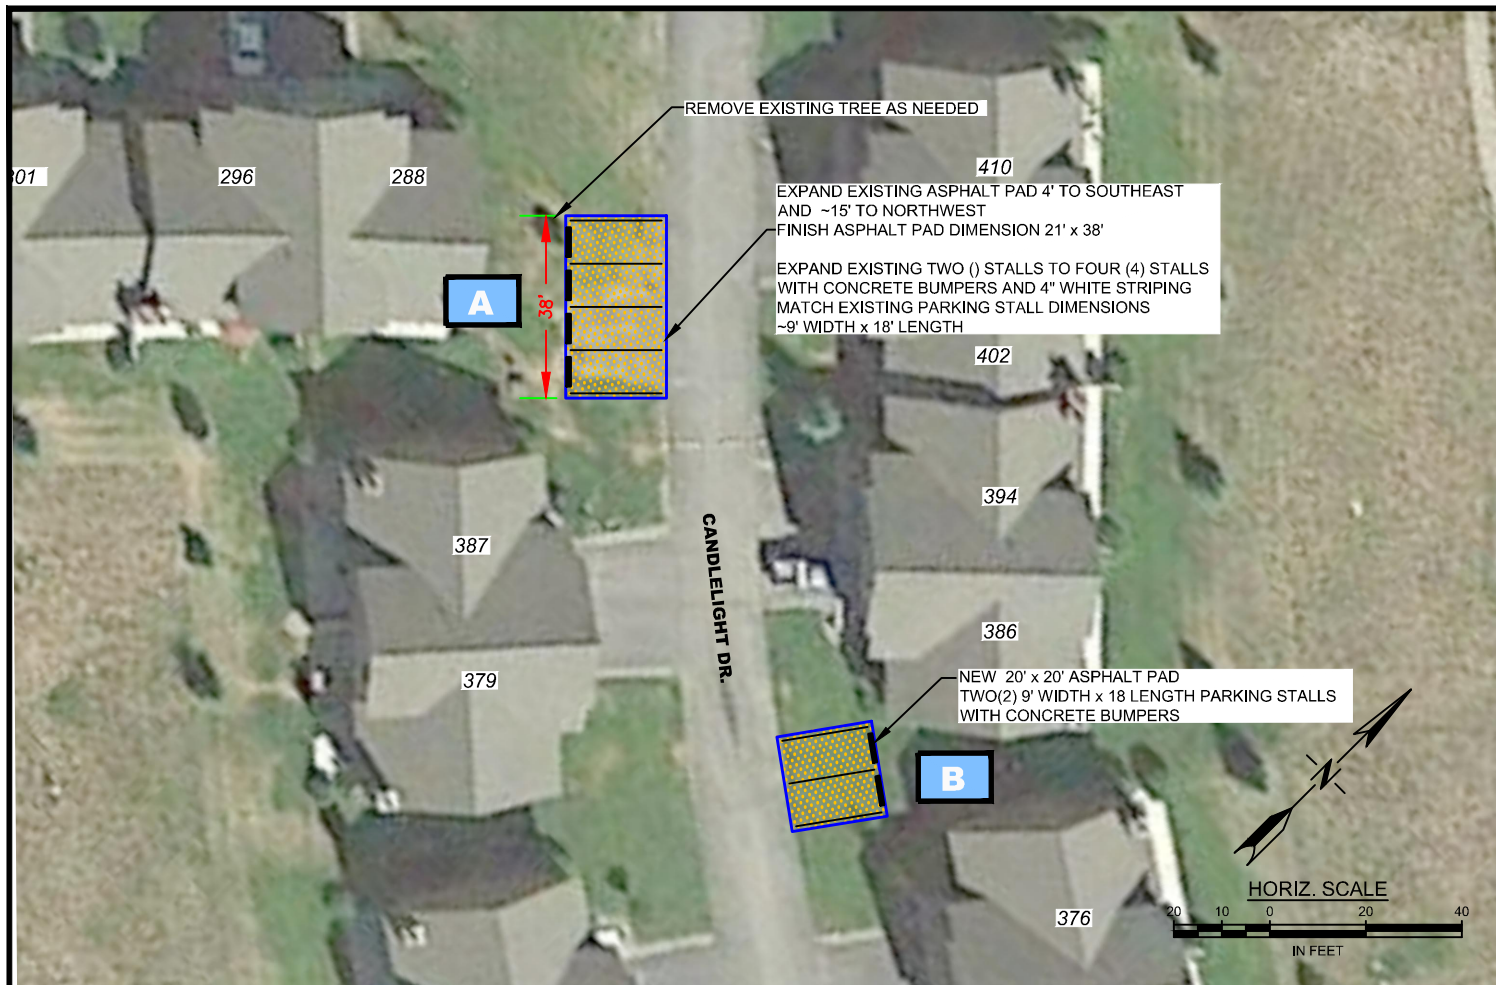 REMOVE EXISTING TREE AS NEEDED
410
301
296
288
EXPAND EXISTING ASPHALT PAD 4' TO SOUTHEAST
AND ~15' TO NORTHWEST
FINISH ASPHALT PAD DIMENSION 21' x 38'
EXPAND EXISTING TWO () STALLS TO FOUR (4) STALLS
WITH CONCRETE BUMPERS AND 4" WHITE STRIPING
MATCH EXISTING PARKING STALL DIMENSIONS
~9' WIDTH x 18' LENGTH
A
38'
402
394
387
CANDLELIGHT DR.
386
379
NEW 20' x 20' ASPHALT PAD
TWO(2) 9' WIDTH x 18 LENGTH PARKING STALLS
WITH CONCRETE BUMPERS
B
N
376
HORIZ. SCALE
20 10 0 20 40
IN FEET